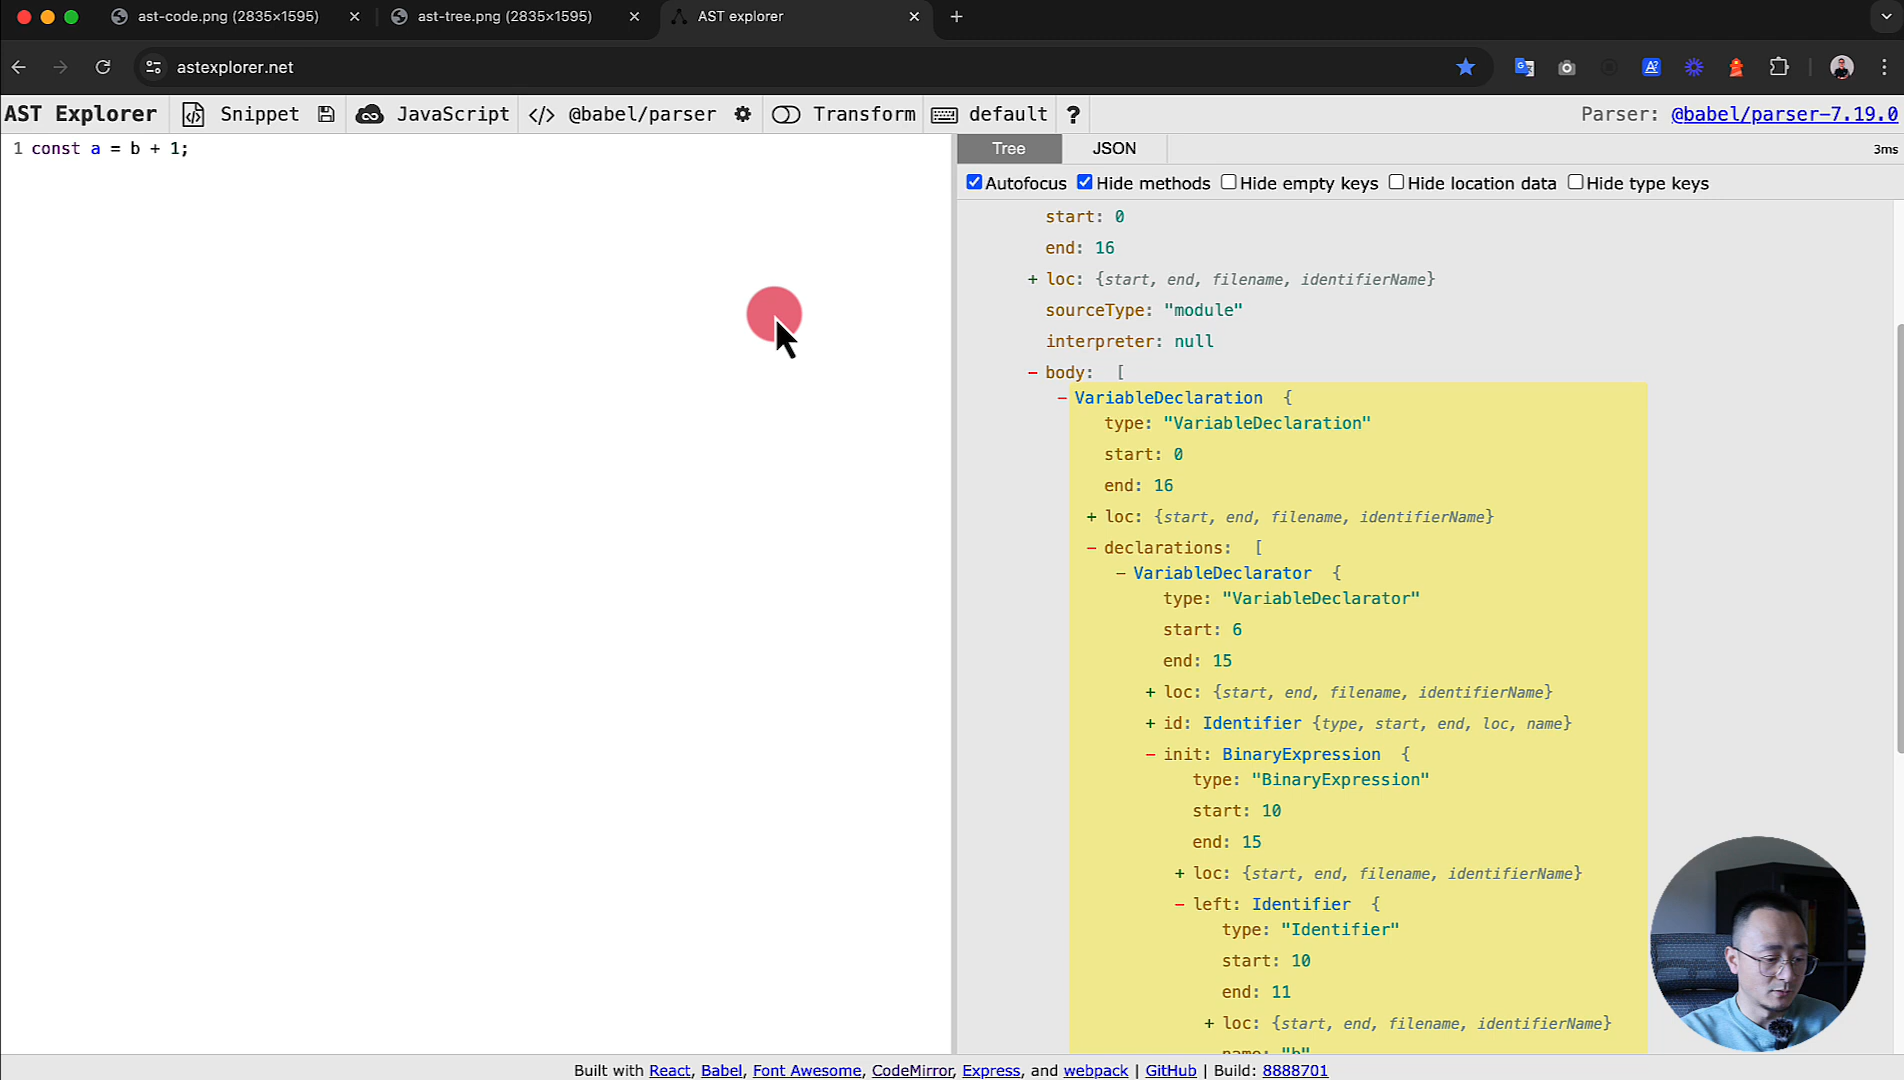 ast-code.png (2835×1595)
ast-tree.png (2835×1595)
AST explorer
astexplorer.net
AST Explorer Snippet JavaScript </> @babel/parser Transform default ? Parser: @babel/parser-7.19.0
1 const a = b + 1;
Tree JSON 3ms
Autofocus Hide methods Hide empty keys Hide location data Hide type keys
start: 0
end: 16
+ loc: {start, end, filename, identifierName}
sourceType: "module"
interpreter: null
- body: [
- VariableDeclaration {
type: "VariableDeclaration"
start: 0
end: 16
+ loc: {start, end, filename, identifierName}
- declarations: [
- VariableDeclarator {
type: "VariableDeclarator"
start: 6
end: 15
+ loc: {start, end, filename, identifierName}
+ id: Identifier {type, start, end, loc, name}
- init: BinaryExpression {
type: "BinaryExpression"
start: 10
end: 15
+ loc: {start, end, filename, identifierName}
- left: Identifier {
type: "Identifier"
start: 10
end: 11
+ loc: {start, end, filename, identifierName}
name: "b"
Built with React, Babel, Font Awesome, CodeMirror, Express, and webpack | GitHub | Build: 8888701